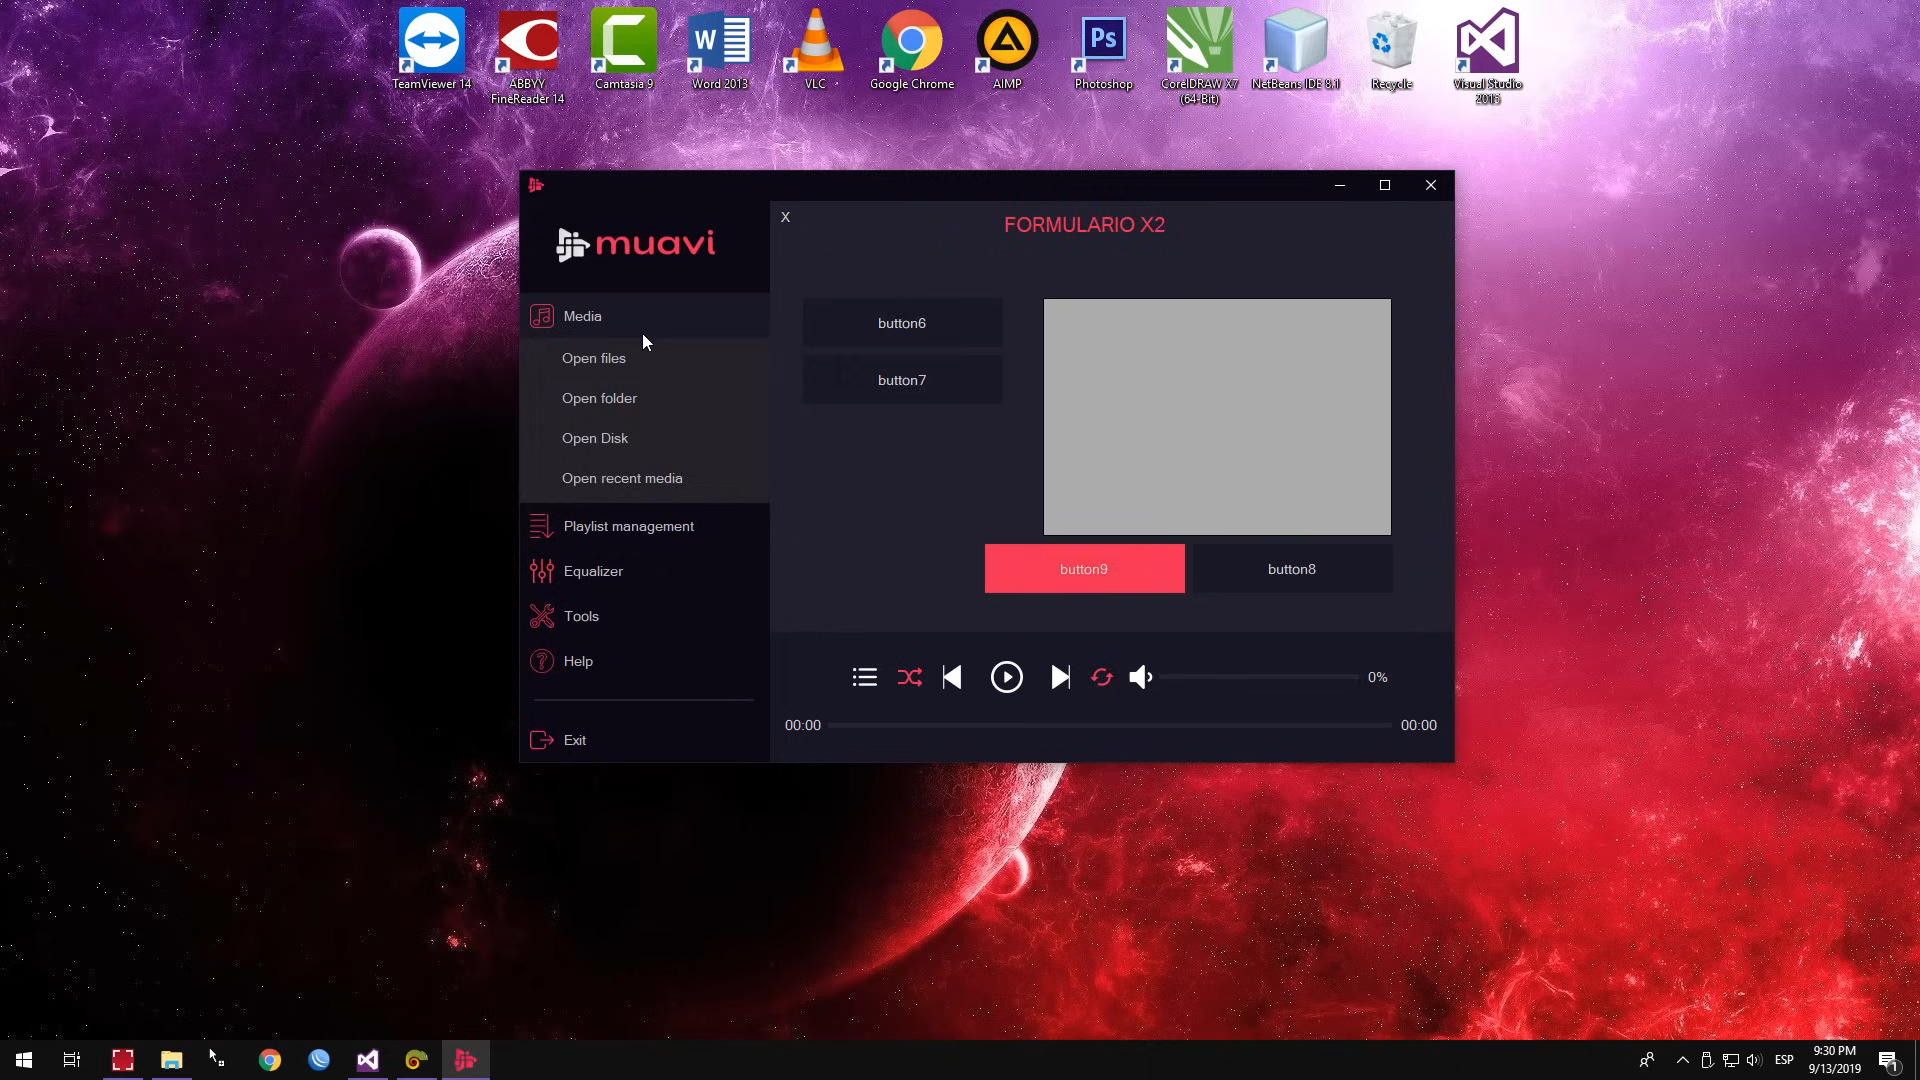 TeamViewer 14
ABBYY
FineReader 14
Camtasia 9
Word 2013
VLC
Google Chrome
AIMP
Photoshop
CorelDRAW X7
(64-Bit)
NetBeans IDE 8.1
Recycle
Visual Studio
muavi
X
FORMULARIO X2
Media
Open files
Open folder
Open Disk
Open recent media
Playlist management
Equalizer
Tools
Help
Exit
button6
button7
button9
button8
0%
00:00
00:00
ESP
9:30 PM
9/13/2019
1